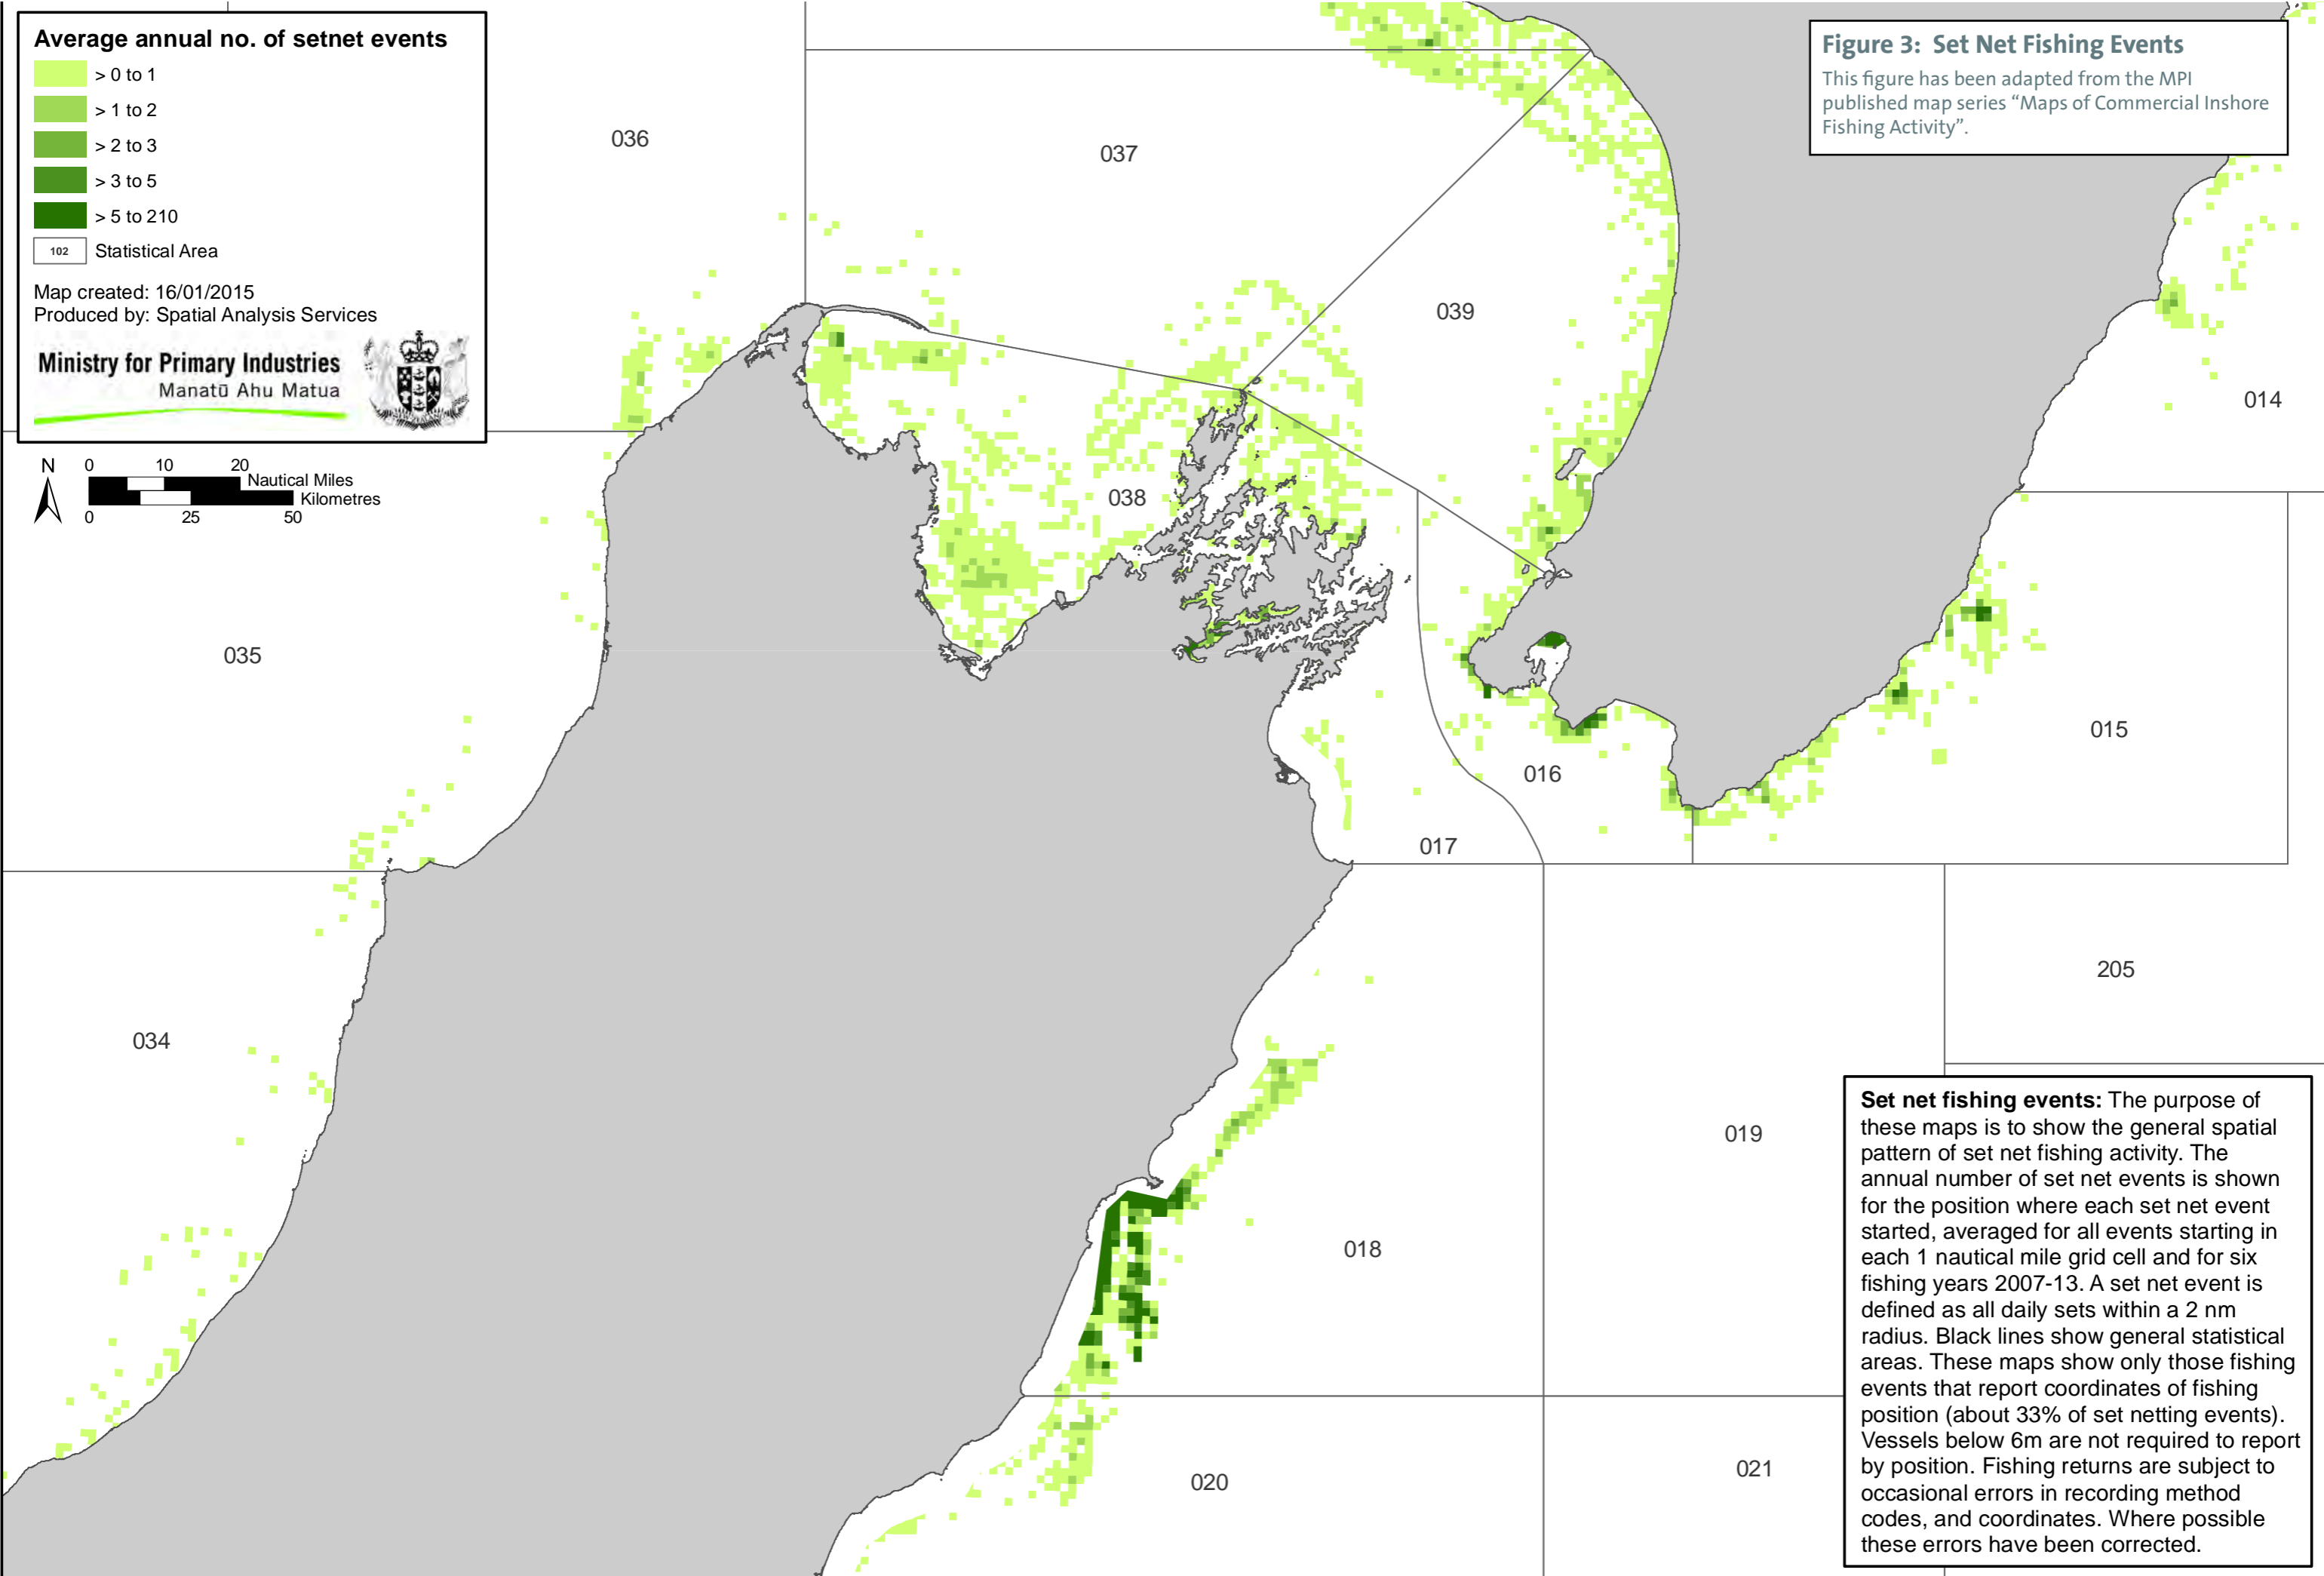 Average annual no. of setnet events
> 0 to 1
> 1 to 2
> 2 to 3
> 3 to 5
> 5 to 210
102 Statistical Area
Map created: 16/01/2015
Produced by: Spatial Analysis Services
Ministry for Primary Industries
Manatū Ahu Matua
N
0 10 20
Nautical Miles
Kilometres
0 25 50
Figure 3: Set Net Fishing Events
This figure has been adapted from the MPI
published map series “Maps of Commercial Inshore
Fishing Activity”.
036
037
039
014
038
035
015
016
017
205
034
019
018
020
021
Set net fishing events: The purpose of
these maps is to show the general spatial
pattern of set net fishing activity. The
annual number of set net events is shown
for the position where each set net event
started, averaged for all events starting in
each 1 nautical mile grid cell and for six
fishing years 2007-13. A set net event is
defined as all daily sets within a 2 nm
radius. Black lines show general statistical
areas. These maps show only those fishing
events that report coordinates of fishing
position (about 33% of set netting events).
Vessels below 6m are not required to report
by position. Fishing returns are subject to
occasional errors in recording method
codes, and coordinates. Where possible
these errors have been corrected.